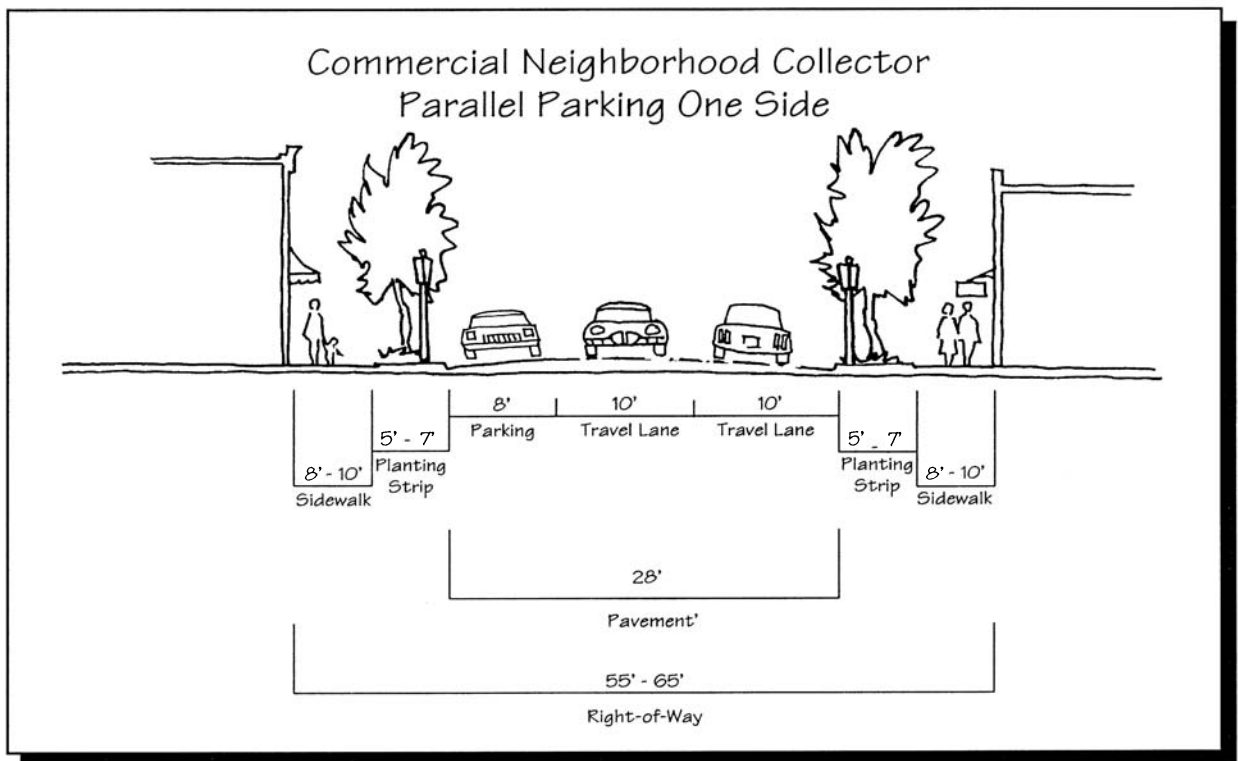 Commercial Neighborhood Collector
Parallel Parking One Side
8'
10'
10'
Parking
Travel Lane
Travel Lane
5' - 7'
Planting
Strip
5' - 7'
Planting
Strip
8' - 10'
Sidewalk
8' - 10'
Sidewalk
28'
Pavement'
55' - 65'
Right-of-Way